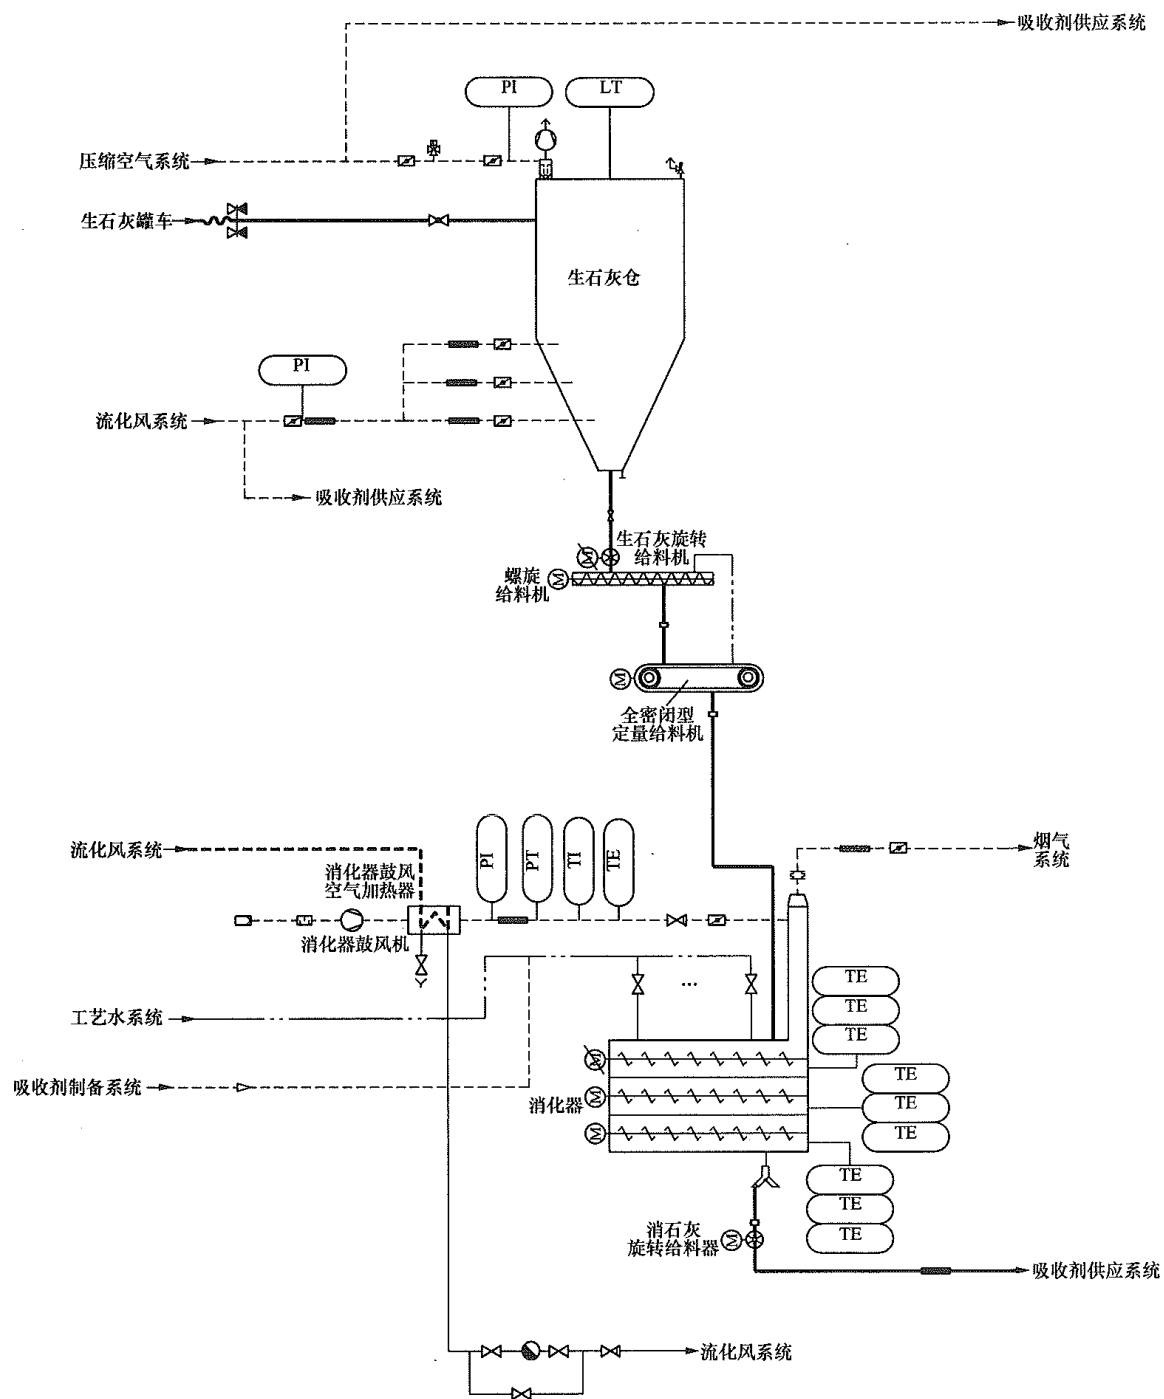 吸收剂供应系统
PI
LT
压缩空气系统
生石灰罐车
生石灰仓
PI
流化风系统
吸收剂供应系统
生石灰旋转
给料机
M
螺旋
给料机
M
M
全密闭型
定量给料机
流化风系统
消化器鼓风
空气加热器
PI
PT
TI
TE
烟气
系统
消化器鼓风机
工艺水系统
...
TE
TE
TE
吸收剂制备系统
消化器
M
M
M
TE
TE
TE
TE
TE
TE
消石灰
旋转给料器
M
吸收剂供应系统
流化风系统